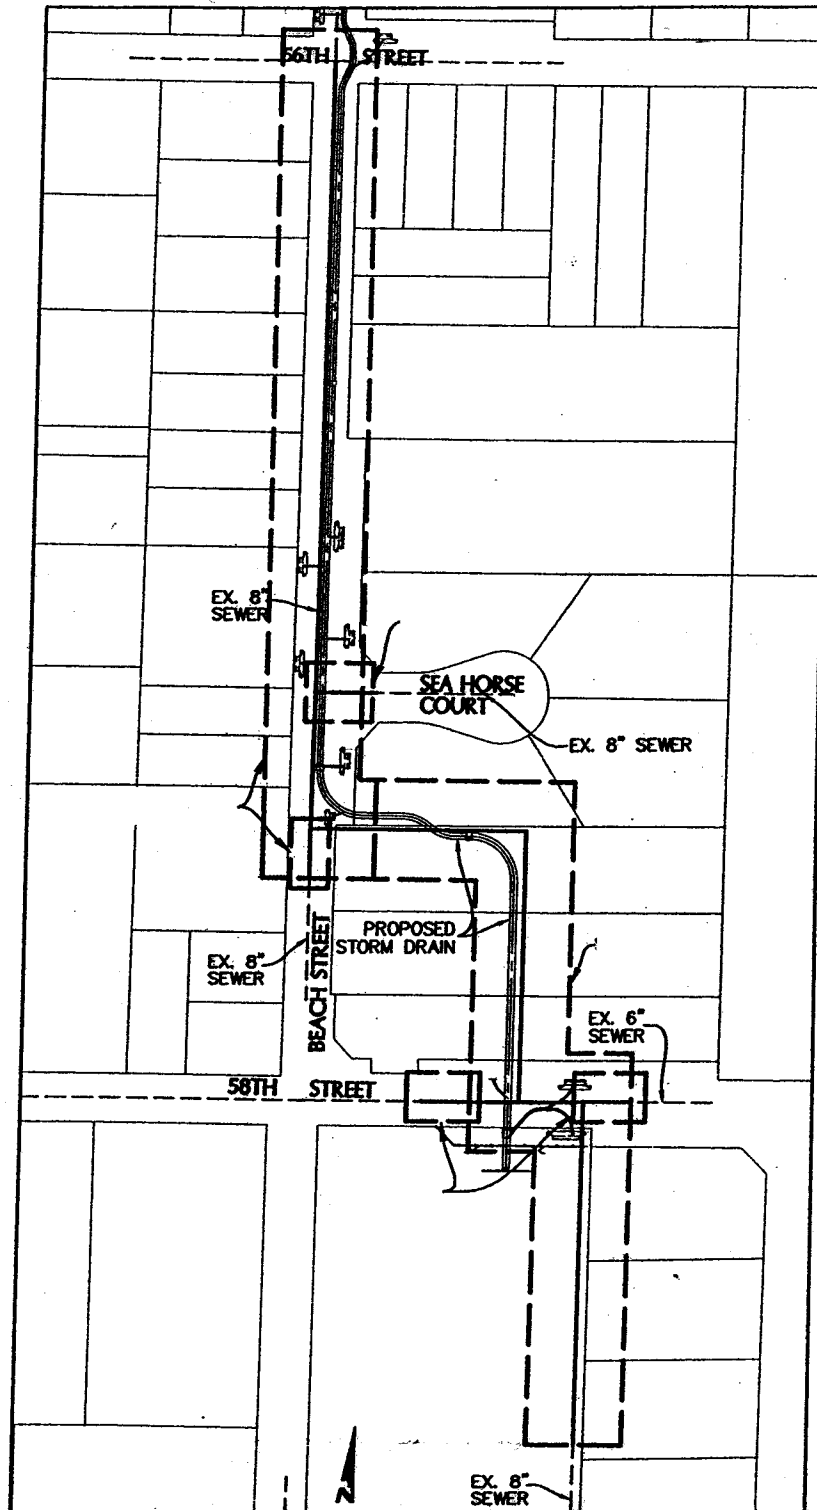 56TH STREET
EX. 8"
SEWER
SEA HORSE
COURT
EX. 8" SEWER
PROPOSED
STORM DRAIN
EX. 8"
SEWER
BEACH STREET
EX. 6"
SEWER
58TH STREET
N
EX. 8"
SEWER